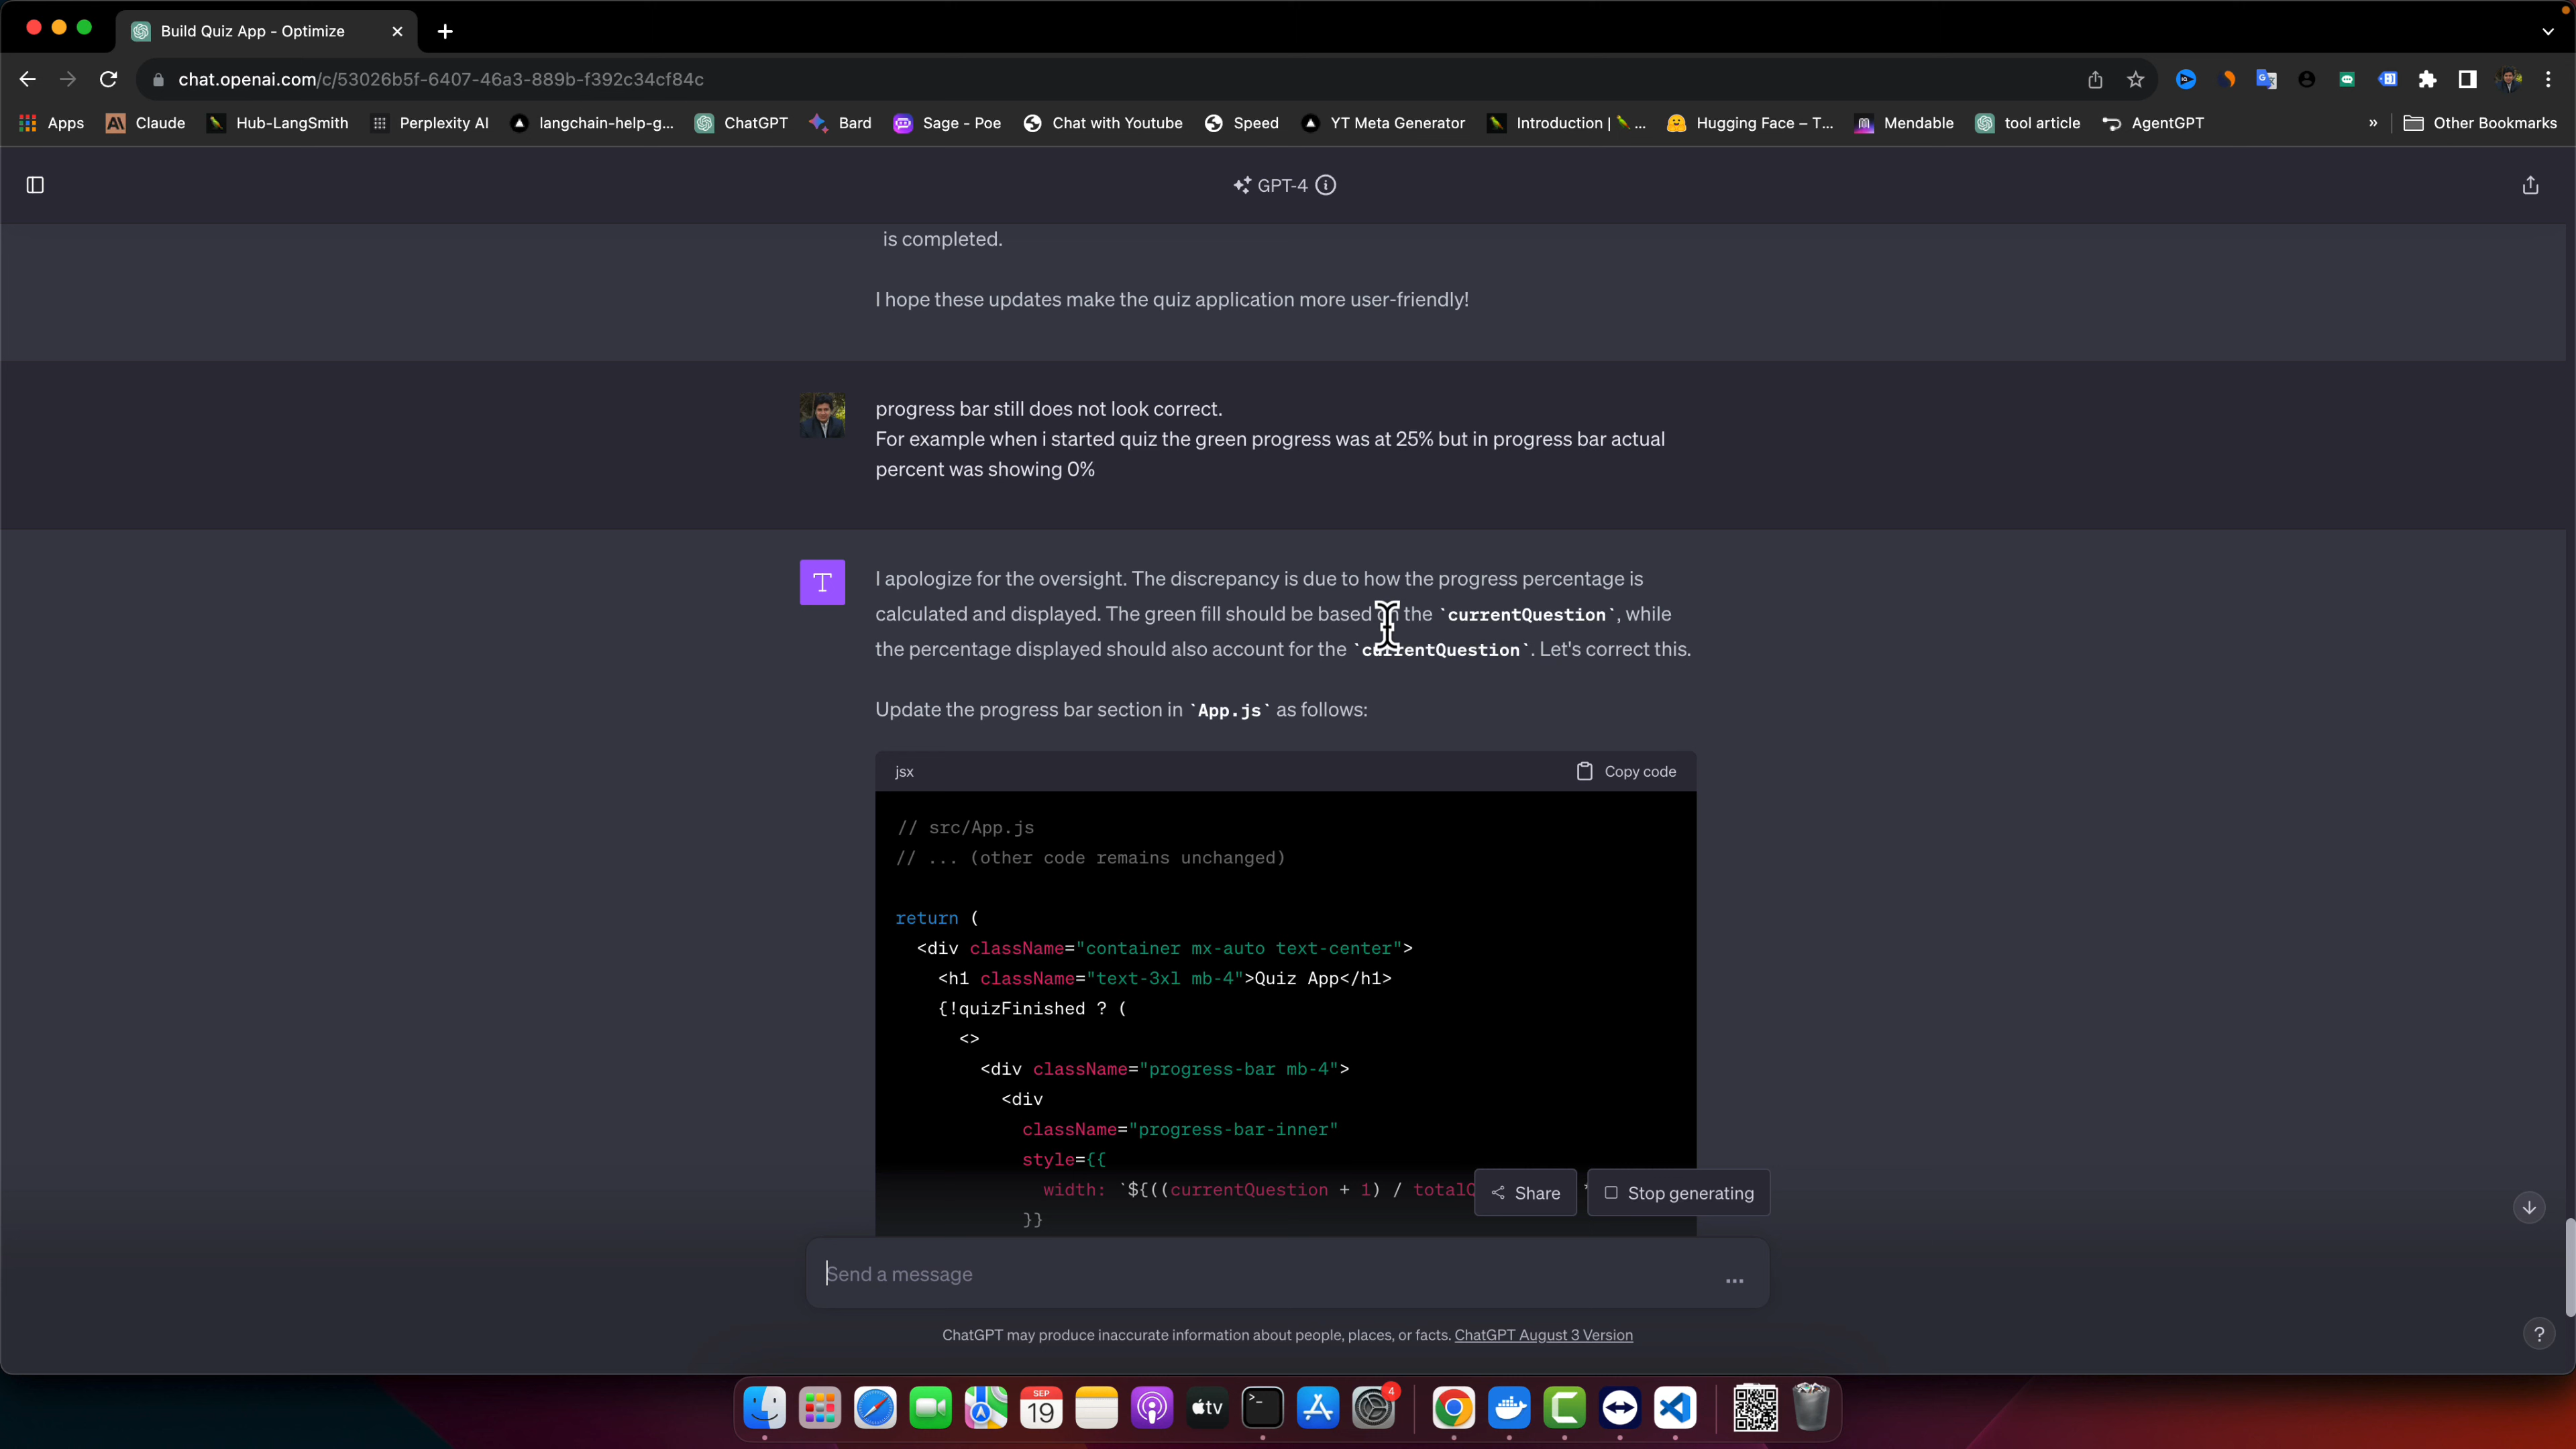 Build Quiz App - Optimize
chat.openai.com/c/53026b5f-6407-46a3-889b-f392c34cf84c
Apps Claude Hub-LangSmith Perplexity AI langchain-help-g... ChatGPT Bard Sage - Poe Chat with Youtube Speed YT Meta Generator Introduction | ... Hugging Face – T... Mendable tool article AgentGPT » Other Bookmarks
GPT-4
is completed.
I hope these updates make the quiz application more user-friendly!
progress bar still does not look correct.
For example when i started quiz the green progress was at 25% but in progress bar actual
percent was showing 0%
T
I apologize for the oversight. The discrepancy is due to how the progress percentage is
calculated and displayed. The green fill should be based on the `currentQuestion`, while
the percentage displayed should also account for the `currentQuestion`. Let's correct this.
Update the progress bar section in `App.js` as follows:
jsx Copy code
// src/App.js
// ... (other code remains unchanged)
return (
<div className="container mx-auto text-center">
<h1 className="text-3xl mb-4">Quiz App</h1>
{!quizFinished ? (
<>
<div className="progress-bar mb-4">
<div
className="progress-bar-inner"
style={{
width: `${((currentQuestion + 1) /
}}
Share Stop generating
Send a message
ChatGPT may produce inaccurate information about people, places, or facts. ChatGPT August 3 Version
?
SEP
19
tv
4